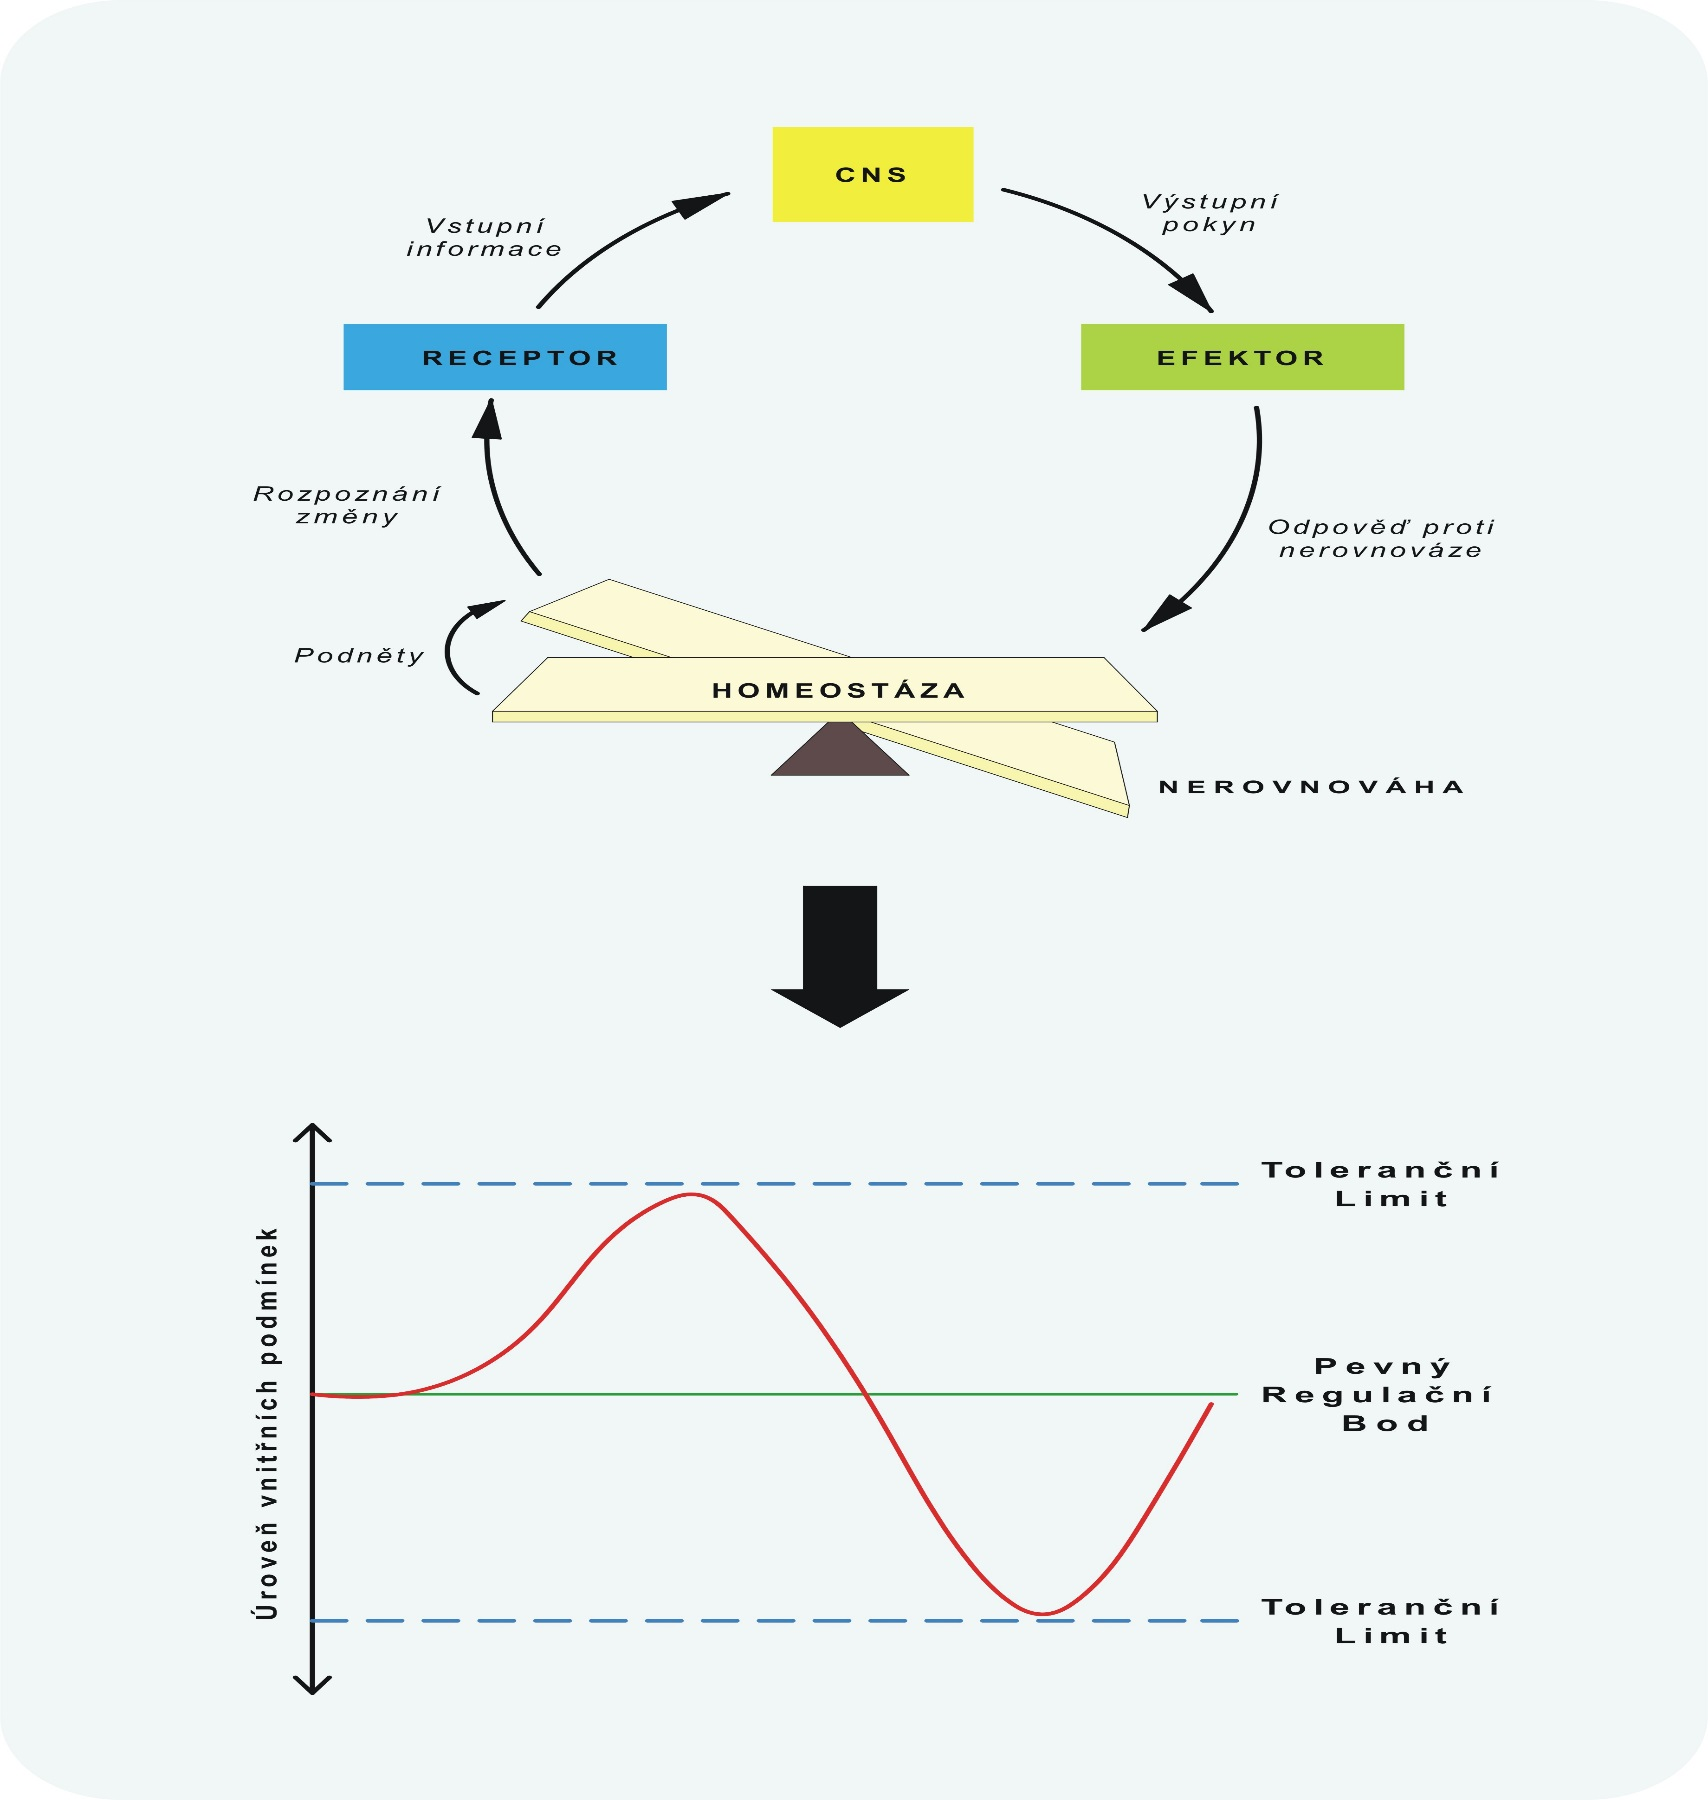 CNS
Vstupní
informace
Výstupní
pokyn
RECEPTOR
EFEKTOR
Rozpoznání
změny
Odpověď proti
nerovnováze
Podněty
HOMEOSTÁZA
NEROVNOVÁHA
Úroveň vnitřních podmínek
Toleranční
Limit
Pevný
Regulační
Bod
Toleranční
Limit